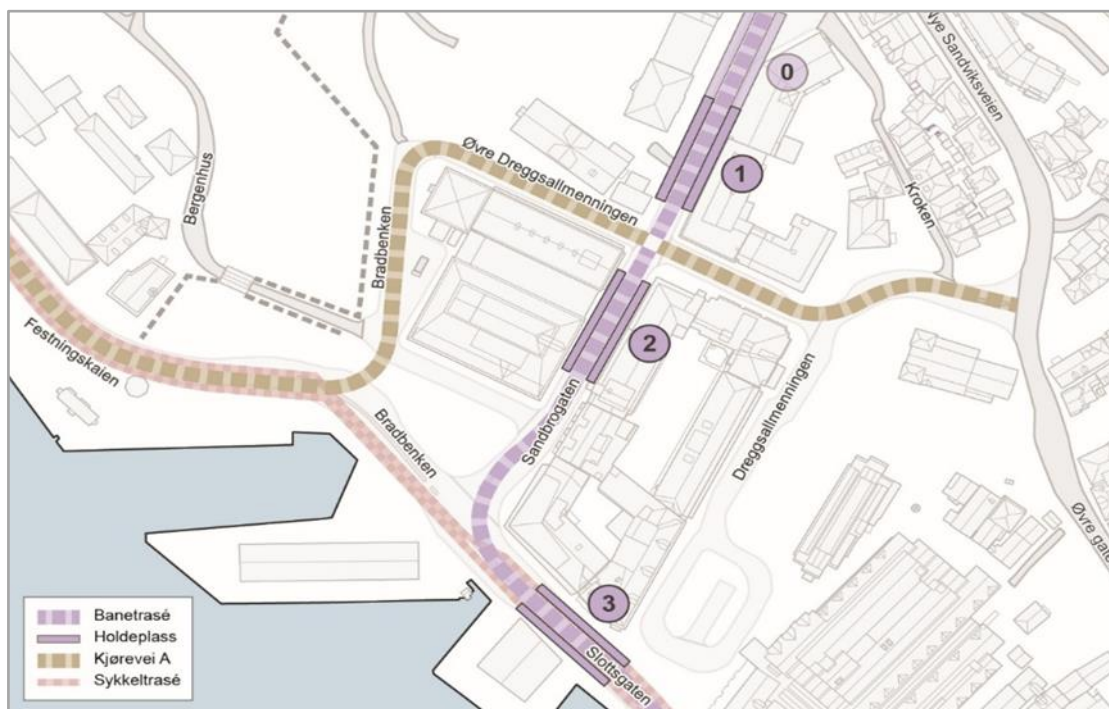 Nye Sandviksveien
0
Øvre Dreggsallmenningen
1
Bergenhus
Bradbenken
Kroken
2
Festningskaien
Sandbrogaten
Bradbenken
Dreggsallmenningen
Øvre gate
3
Slottsgaten
Banetrasé
Holdeplass
Kjørevei A
Sykkeltrasé